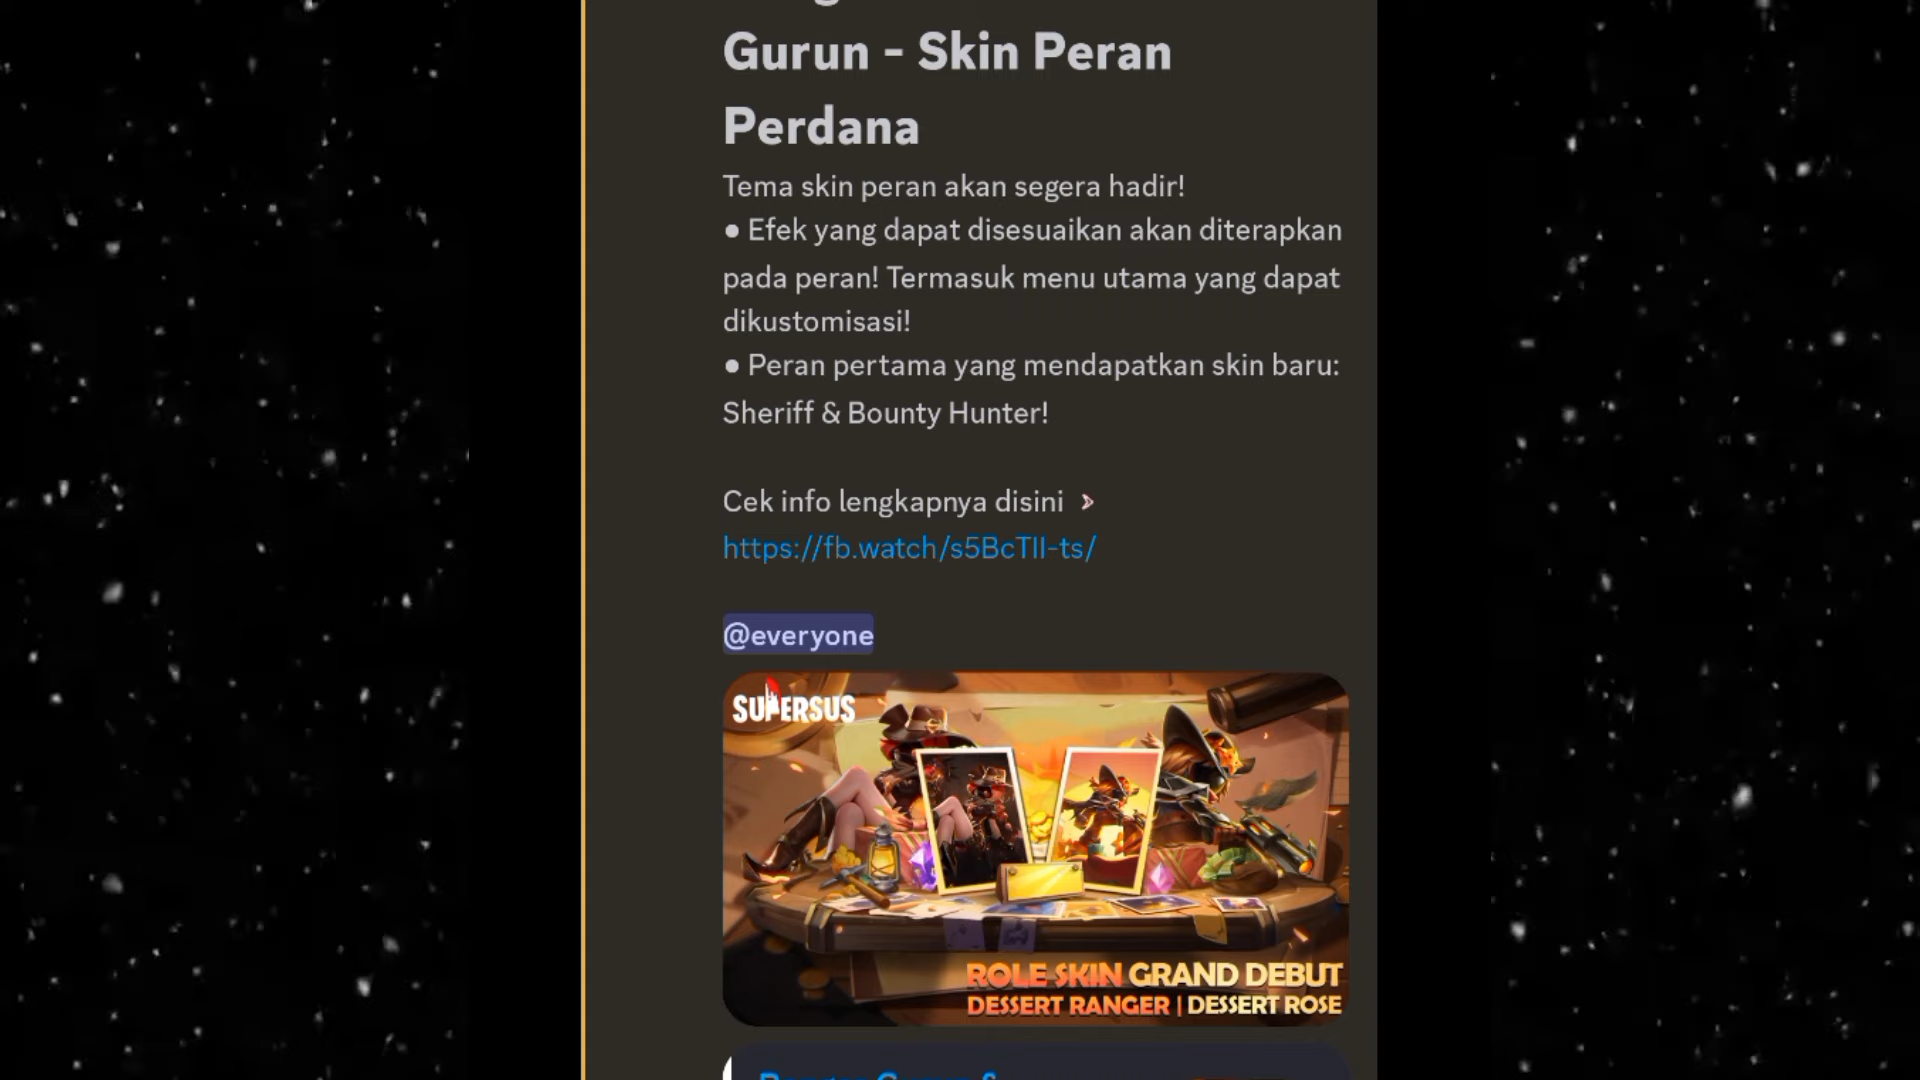 Gurun - Skin Peran
Perdana
Tema skin peran akan segera hadir!
● Efek yang dapat disesuaikan akan diterapkan
pada peran! Termasuk menu utama yang dapat
dikustomisasi!
● Peran pertama yang mendapatkan skin baru:
Sheriff & Bounty Hunter!
Cek info lengkapnya disini
https://fb.watch/s5BcTlI-ts/
@everyone
SUPERSUS
ROLE SKIN GRAND DEBUT
DESSERT RANGER | DESSERT ROSE